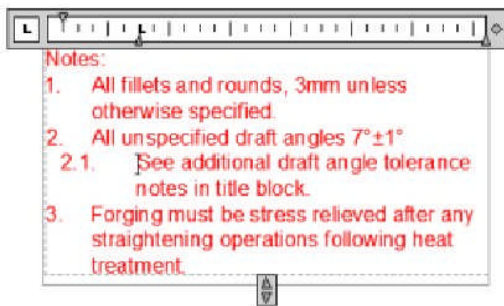 L
L
Notes:
1. All fillets and rounds, 3mm unless
otherwise specified.
2. All unspecified draft angles 7°±1°
2.1. See additional draft angle tolerance
notes in title block.
3. Forging must be stress relieved after any
straightening operations following heat
treatment.